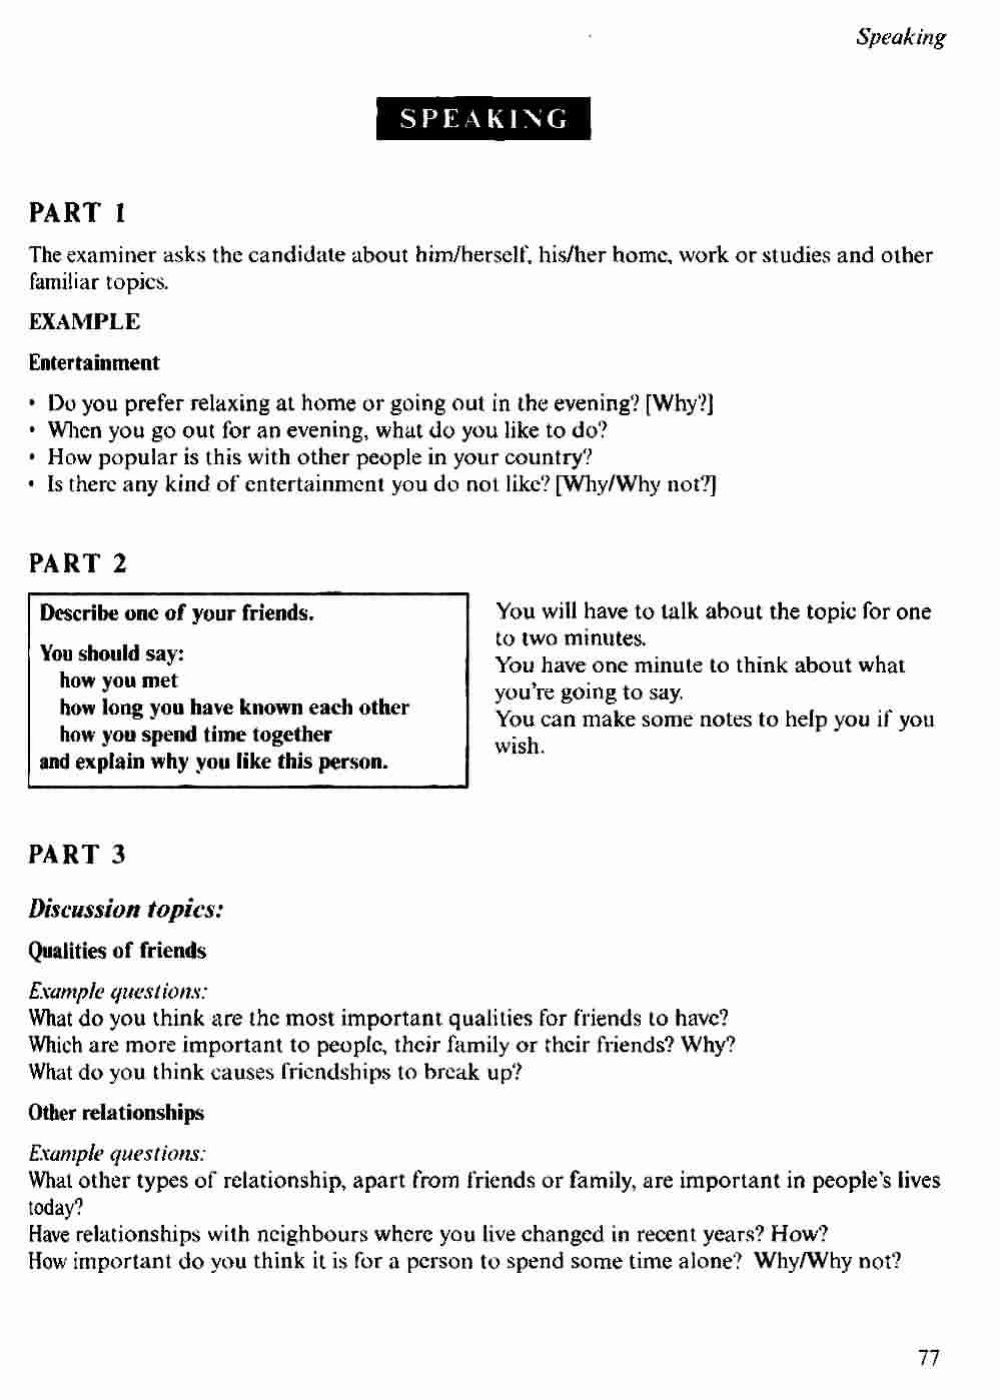 Speaking
SPEAKING
PART 1
The examiner asks the candidate about him/herself, his/her home, work or studies and other
familiar topics.
EXAMPLE
Entertainment
• Do you prefer relaxing at home or going out in the evening? [Why?]
• When you go out for an evening, what do you like to do?
• How popular is this with other people in your country?
• Is there any kind of entertainment you do not like? [Why/Why not?]
PART 2
Describe one of your friends.
You should say:
how you met
how long you have known each other
how you spend time together
and explain why you like this person.
You will have to talk about the topic for one
to two minutes.
You have one minute to think about what
you're going to say.
You can make some notes to help you if you
wish.
PART 3
Discussion topics:
Qualities of friends
Example questions:
What do you think are the most important qualities for friends to have?
Which are more important to people, their family or their friends? Why?
What do you think causes friendships to break up?
Other relationships
Example questions:
What other types of relationship, apart from friends or family, are important in people's lives
today?
Have relationships with neighbours where you live changed in recent years? How?
How important do you think it is for a person to spend some time alone? Why/Why not?
77